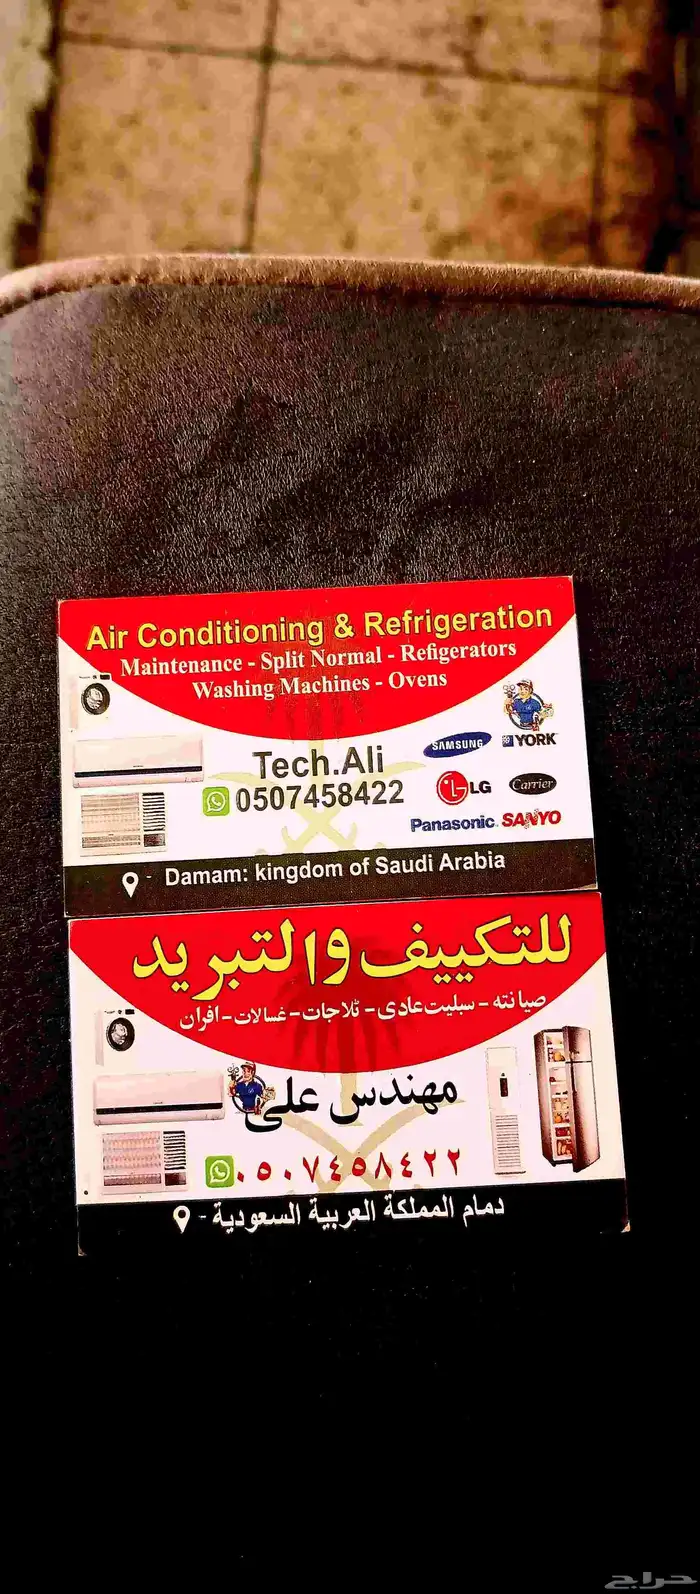 Air Conditioning & Refrigeration
Maintenance - Split Normal - Refigerators
Washing Machines - Ovens
Tech.Ali
0507458422
SAMSUNG YORK
LG Carrier
Panasonic SANYO
- Damam: kingdom of Saudi Arabia
للتكييف والتبريد
صيانته - سبليت عادي - ثلاجات - غسالات - افران
مهندس علي
٠٥٠٧٤٥٨٤٢٢
دمام المملكة العربية السعودية -
حراج